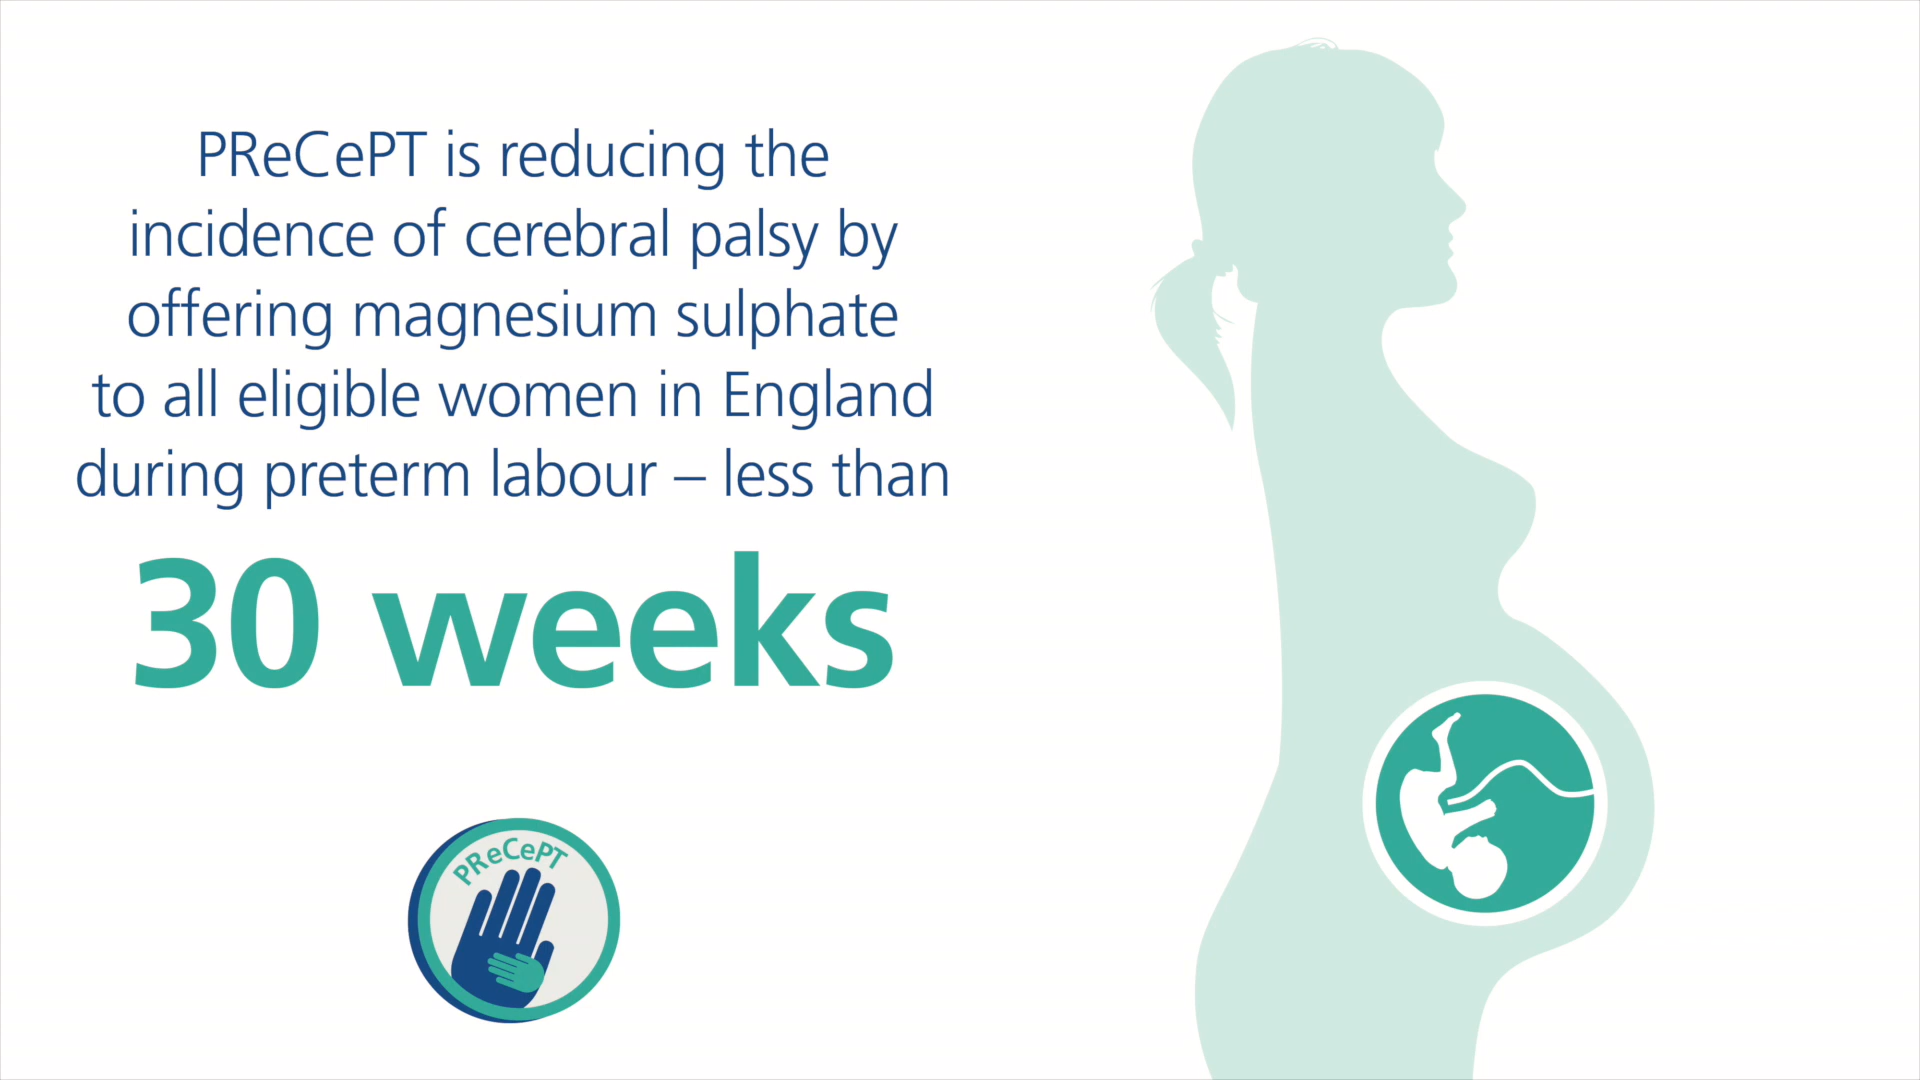 PReCePT is reducing the
incidence of cerebral palsy by
offering magnesium sulphate
to all eligible women in England
during preterm labour – less than
30 weeks
PReCePT